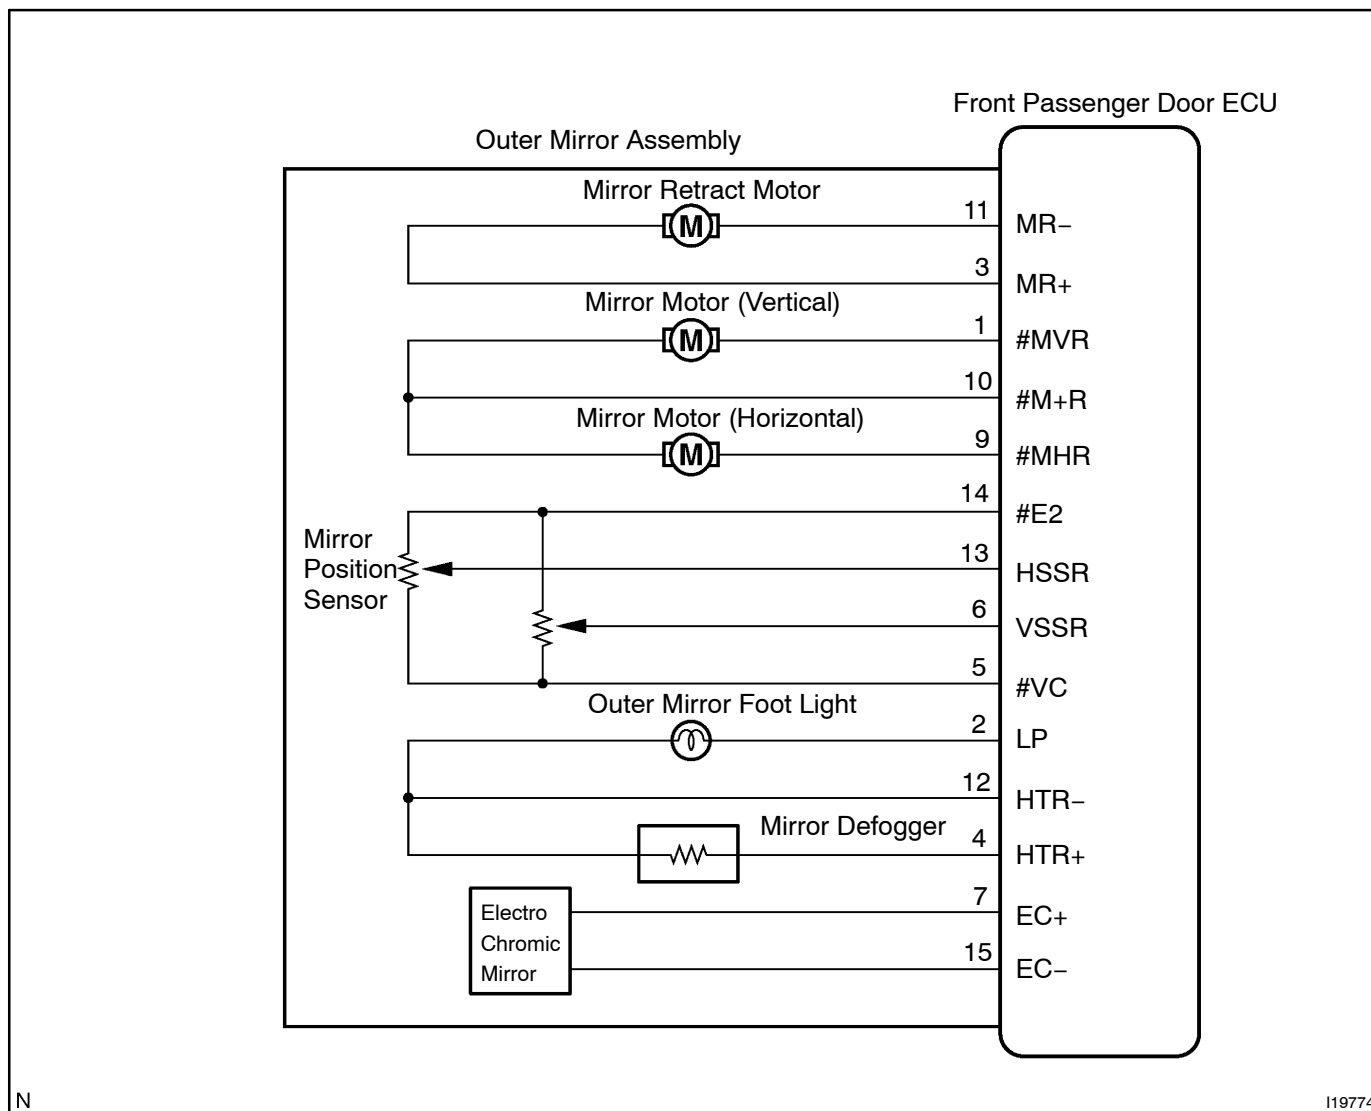 Front Passenger Door ECU
Outer Mirror Assembly
Mirror Retract Motor
M
11
MR−
3
MR+
Mirror Motor (Vertical)
M
1
#MVR
10
#M+R
Mirror Motor (Horizontal)
M
9
#MHR
14
#E2
Mirror
Position
Sensor
13
HSSR
6
VSSR
5
#VC
Outer Mirror Foot Light
2
LP
12
HTR−
Mirror Defogger
4
HTR+
7
EC+
Electro
Chromic
Mirror
15
EC−
N
I19774